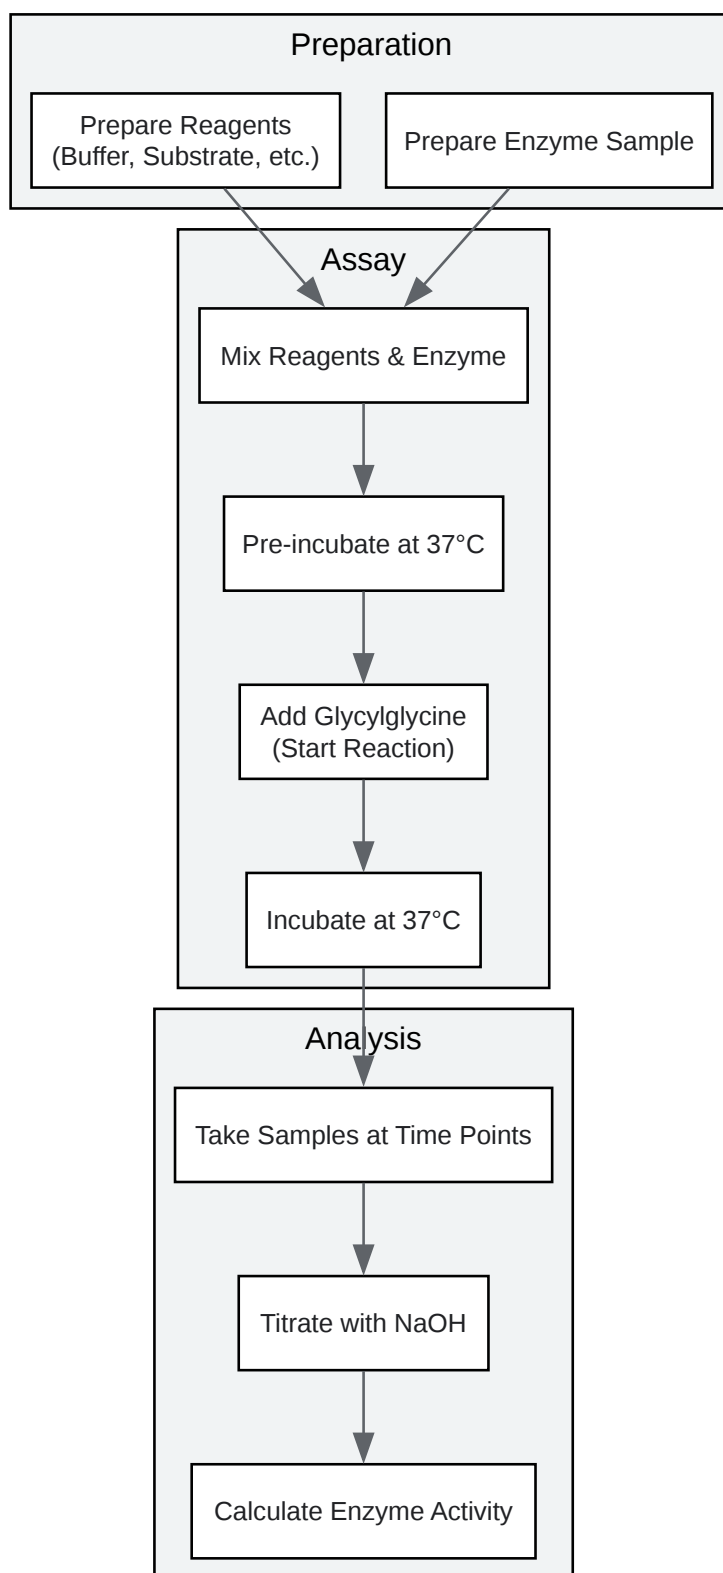 Preparation
Prepare Reagents
(Buffer, Substrate, etc.)
Prepare Enzyme Sample
Assay
Mix Reagents & Enzyme
Pre-incubate at 37°C
Add Glycylglycine
(Start Reaction)
Incubate at 37°C
Analysis
Take Samples at Time Points
Titrate with NaOH
Calculate Enzyme Activity